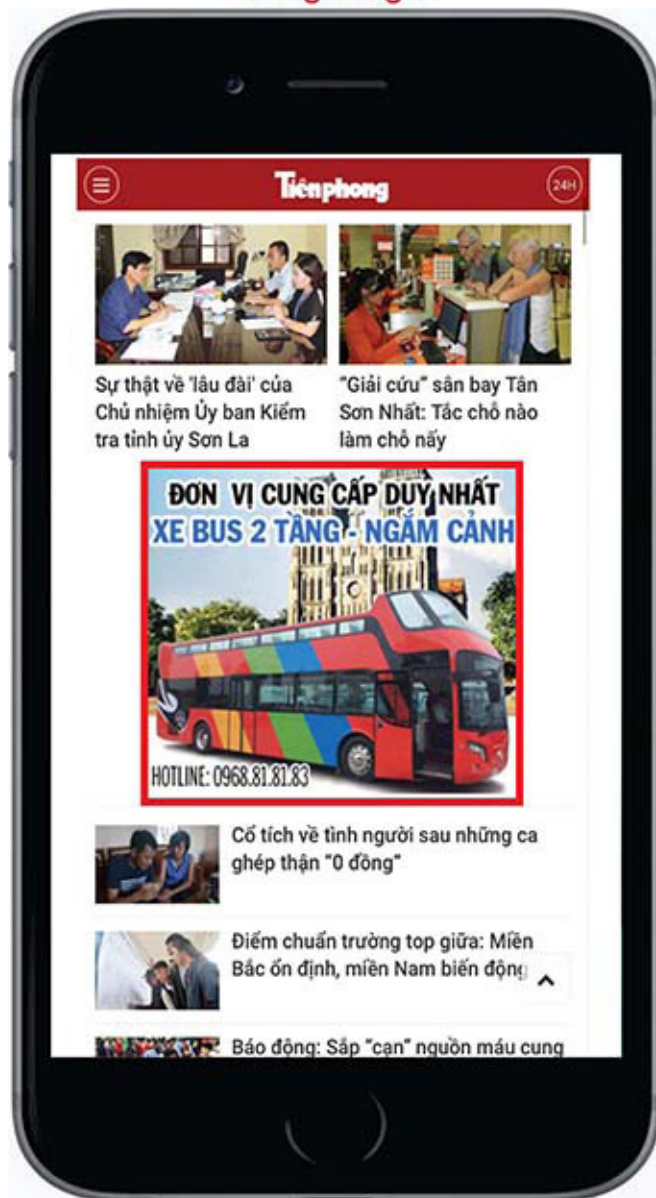 Tiênphong
24H
Sự thật về 'lâu đài' của
Chủ nhiệm Ủy ban Kiểm
tra tỉnh ủy Sơn La
"Giải cứu" sân bay Tân
Sơn Nhất: Tắc chỗ nào
làm chỗ nấy
ĐƠN VỊ CUNG CẤP DUY NHẤT
XE BUS 2 TẦNG - NGẮM CẢNH
HOTLINE: 0968.81.81.83
Cổ tích về tình người sau những ca
ghép thận "0 đồng"
Điểm chuẩn trường top giữa: Miền
Bắc ổn định, miền Nam biến động
Báo động: Sắp "cạn" nguồn máu cung